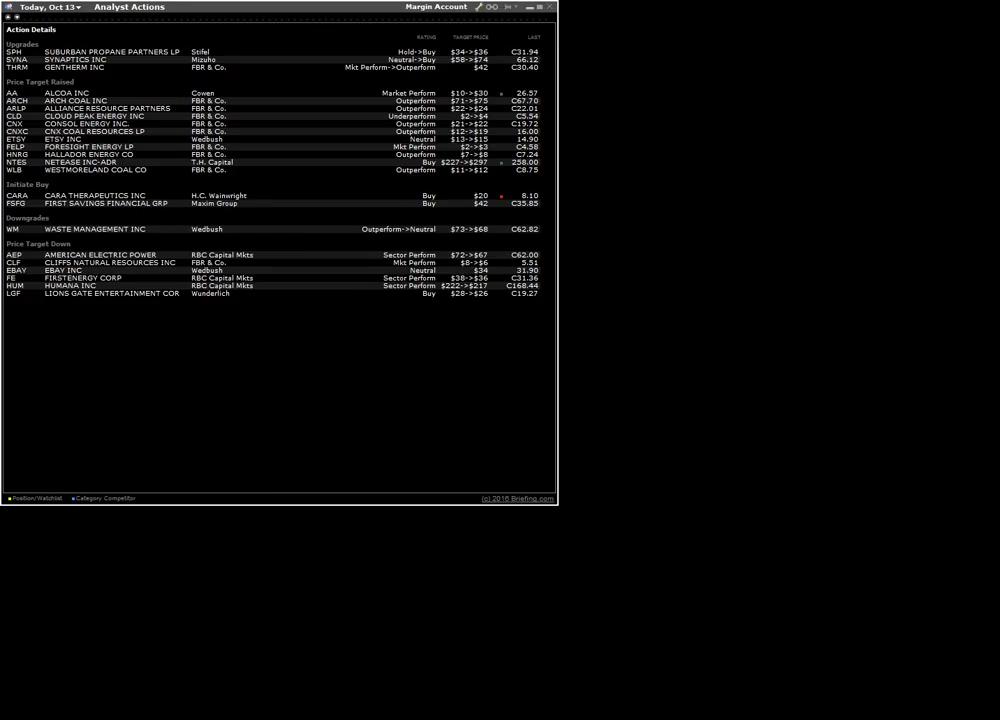 Today, Oct 13 Analyst Actions Margin Account
Action Details
RATING TARGET PRICE LAST
Upgrades
SPH SUBURBAN PROPANE PARTNERS LP Stifel Hold->Buy $34->$36 C31.94
SYNA SYNAPTICS INC Mizuho Neutral->Buy $58->$74 66.12
THRM GENTHERM INC FBR & Co. Mkt Perform->Outperform $42 C30.40
Price Target Raised
AA ALCOA INC Cowen Market Perform $10->$30 26.57
ARCH ARCH COAL INC FBR & Co. Outperform $71->$75 C67.70
ARLP ALLIANCE RESOURCE PARTNERS FBR & Co. Outperform $22->$24 C22.01
CLD CLOUD PEAK ENERGY INC FBR & Co. Underperform $2->$4 C5.54
CNX CONSOL ENERGY INC. FBR & Co. Outperform $21->$22 C19.72
CNXC CNX COAL RESOURCES LP FBR & Co. Outperform $12->$19 16.00
ETSY ETSY INC Wedbush Neutral $13->$15 14.90
FELP FORESIGHT ENERGY LP FBR & Co. Mkt Perform $2->$3 C4.58
HNRG HALLADOR ENERGY CO FBR & Co. Outperform $7->$8 C7.24
NTES NETEASE INC-ADR T.H. Capital Buy $227->$297 258.00
WLB WESTMORELAND COAL CO FBR & Co. Outperform $11->$12 C8.75
Initiate Buy
CARA CARA THERAPEUTICS INC H.C. Wainwright Buy $20 8.10
FSFG FIRST SAVINGS FINANCIAL GRP Maxim Group Buy $42 C35.85
Downgrades
WM WASTE MANAGEMENT INC Wedbush Outperform->Neutral $73->$68 C62.82
Price Target Down
AEP AMERICAN ELECTRIC POWER RBC Capital Mkts Sector Perform $72->$67 C62.00
CLF CLIFFS NATURAL RESOURCES INC FBR & Co. Mkt Perform $8->$6 5.51
EBAY EBAY INC Wedbush Neutral $34 31.90
FE FIRSTENERGY CORP RBC Capital Mkts Sector Perform $38->$36 C31.36
HUM HUMANA INC RBC Capital Mkts Sector Perform $222->$217 C168.44
LGF LIONS GATE ENTERTAINMENT COR Wunderlich Buy $28->$26 C19.27
Position/Watchlist Category Competitor (c) 2016 Briefing.com